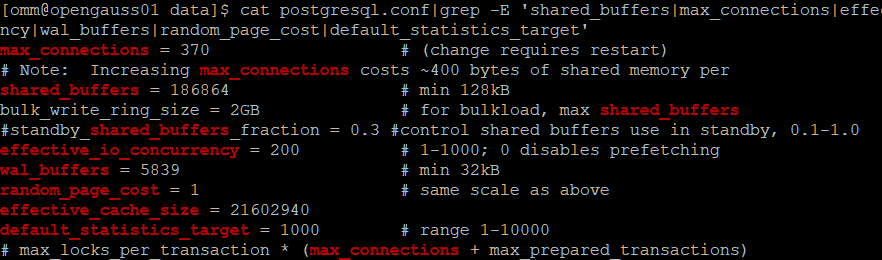 [omm@opengauss01 data]$ cat postgresql.conf|grep -E 'shared_buffers|max_connections|effe
ncy|wal_buffers|random_page_cost|default_statistics_target'
max_connections = 370                   # (change requires restart)
# Note:  Increasing max_connections costs ~400 bytes of shared memory per
shared_buffers = 186864                 # min 128kB
bulk_write_ring_size = 2GB              # for bulkload, max shared_buffers
#standby_shared_buffers_fraction = 0.3 #control shared buffers use in standby, 0.1-1.0
effective_io_concurrency = 200          # 1-1000; 0 disables prefetching
wal_buffers = 5839                      # min 32kB
random_page_cost = 1                    # same scale as above
effective_cache_size = 21602940
default_statistics_target = 1000        # range 1-10000
# max_locks_per_transaction * (max_connections + max_prepared_transactions)